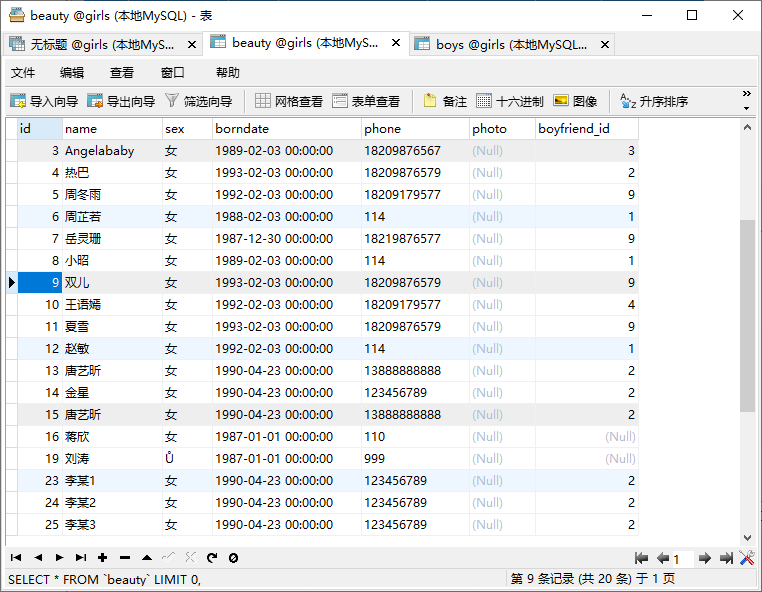 beauty @girls (本地MySQL) - 表
无标题 @girls (本地MyS... beauty @girls (本地MyS... boys @girls (本地MySQL...
文件 编辑 查看 窗口 帮助
导入向导 导出向导 筛选向导 网格查看 表单查看 备注 十六进制 图像 升序排序
id name sex borndate phone photo boyfriend_id
3 Angelababy 女 1989-02-03 00:00:00 18209876567 (Null) 3
4 热巴 女 1993-02-03 00:00:00 18209876579 (Null) 2
5 周冬雨 女 1992-02-03 00:00:00 18209179577 (Null) 9
6 周芷若 女 1988-02-03 00:00:00 114 (Null) 1
7 岳灵珊 女 1987-12-30 00:00:00 18219876577 (Null) 9
8 小昭 女 1989-02-03 00:00:00 114 (Null) 1
9 双儿 女 1993-02-03 00:00:00 18209876579 (Null) 9
10 王语嫣 女 1992-02-03 00:00:00 18209179577 (Null) 4
11 夏雪 女 1993-02-03 00:00:00 18209876579 (Null) 9
12 赵敏 女 1992-02-03 00:00:00 114 (Null) 1
13 唐艺昕 女 1990-04-23 00:00:00 13888888888 (Null) 2
14 金星 女 1990-04-23 00:00:00 123456789 (Null) 2
15 唐艺昕 女 1990-04-23 00:00:00 13888888888 (Null) 2
16 蒋欣 女 1987-01-01 00:00:00 110 (Null) (Null)
19 刘涛 Ů 1987-01-01 00:00:00 999 (Null) (Null)
23 李某1 女 1990-04-23 00:00:00 123456789 (Null) 2
24 李某2 女 1990-04-23 00:00:00 123456789 (Null) 2
25 李某3 女 1990-04-23 00:00:00 123456789 (Null) 2
1
SELECT * FROM `beauty` LIMIT 0, 第 9 条记录 (共 20 条) 于 1 页